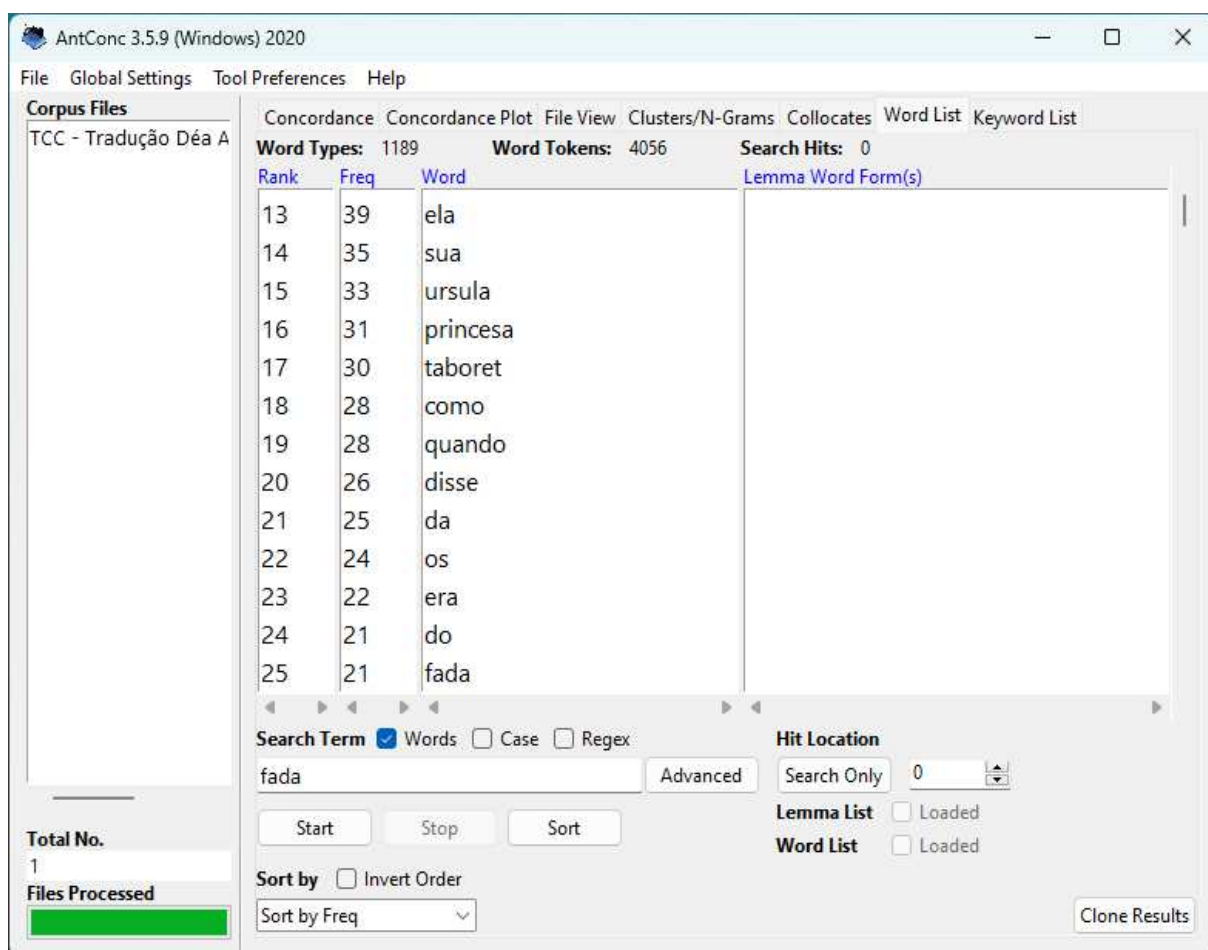 AntConc 3.5.9 (Windows) 2020
File Global Settings Tool Preferences Help
Corpus Files
TCC - Tradução Déa A
Concordance Concordance Plot File View Clusters/N-Grams Collocates Word List Keyword List
Word Types: 1189 Word Tokens: 4056 Search Hits: 0
Rank Freq Word Lemma Word Form(s)
13 39 ela
14 35 sua
15 33 ursula
16 31 princesa
17 30 taboret
18 28 como
19 28 quando
20 26 disse
21 25 da
22 24 os
23 22 era
24 21 do
25 21 fada
Search Term Words Case Regex Hit Location
fada Advanced Search Only 0
Lemma List Loaded
Start Stop Sort
Word List Loaded
Total No.
1
Files Processed
Sort by Invert Order
Sort by Freq
Clone Results